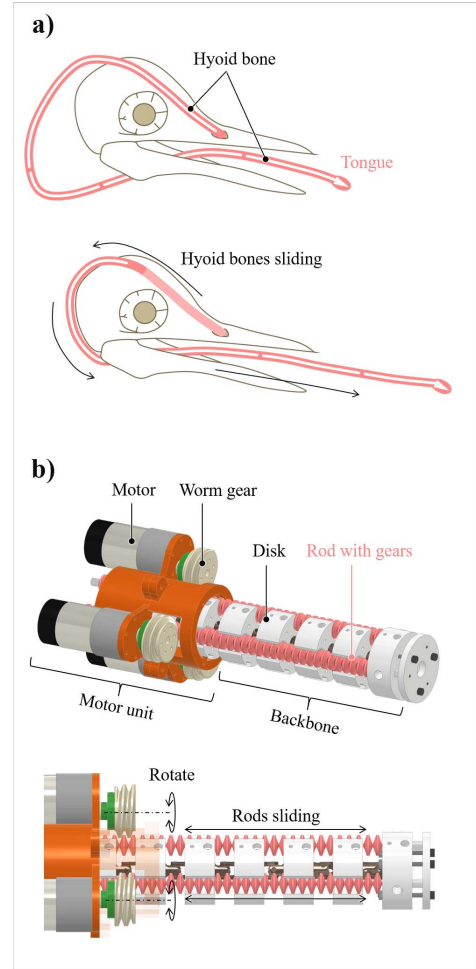 a)
Hyoid bone
Tongue
Hyoid bones sliding
b)
Motor
Worm gear
Disk
Rod with gears
Motor unit
Backbone
Rotate
Rods sliding